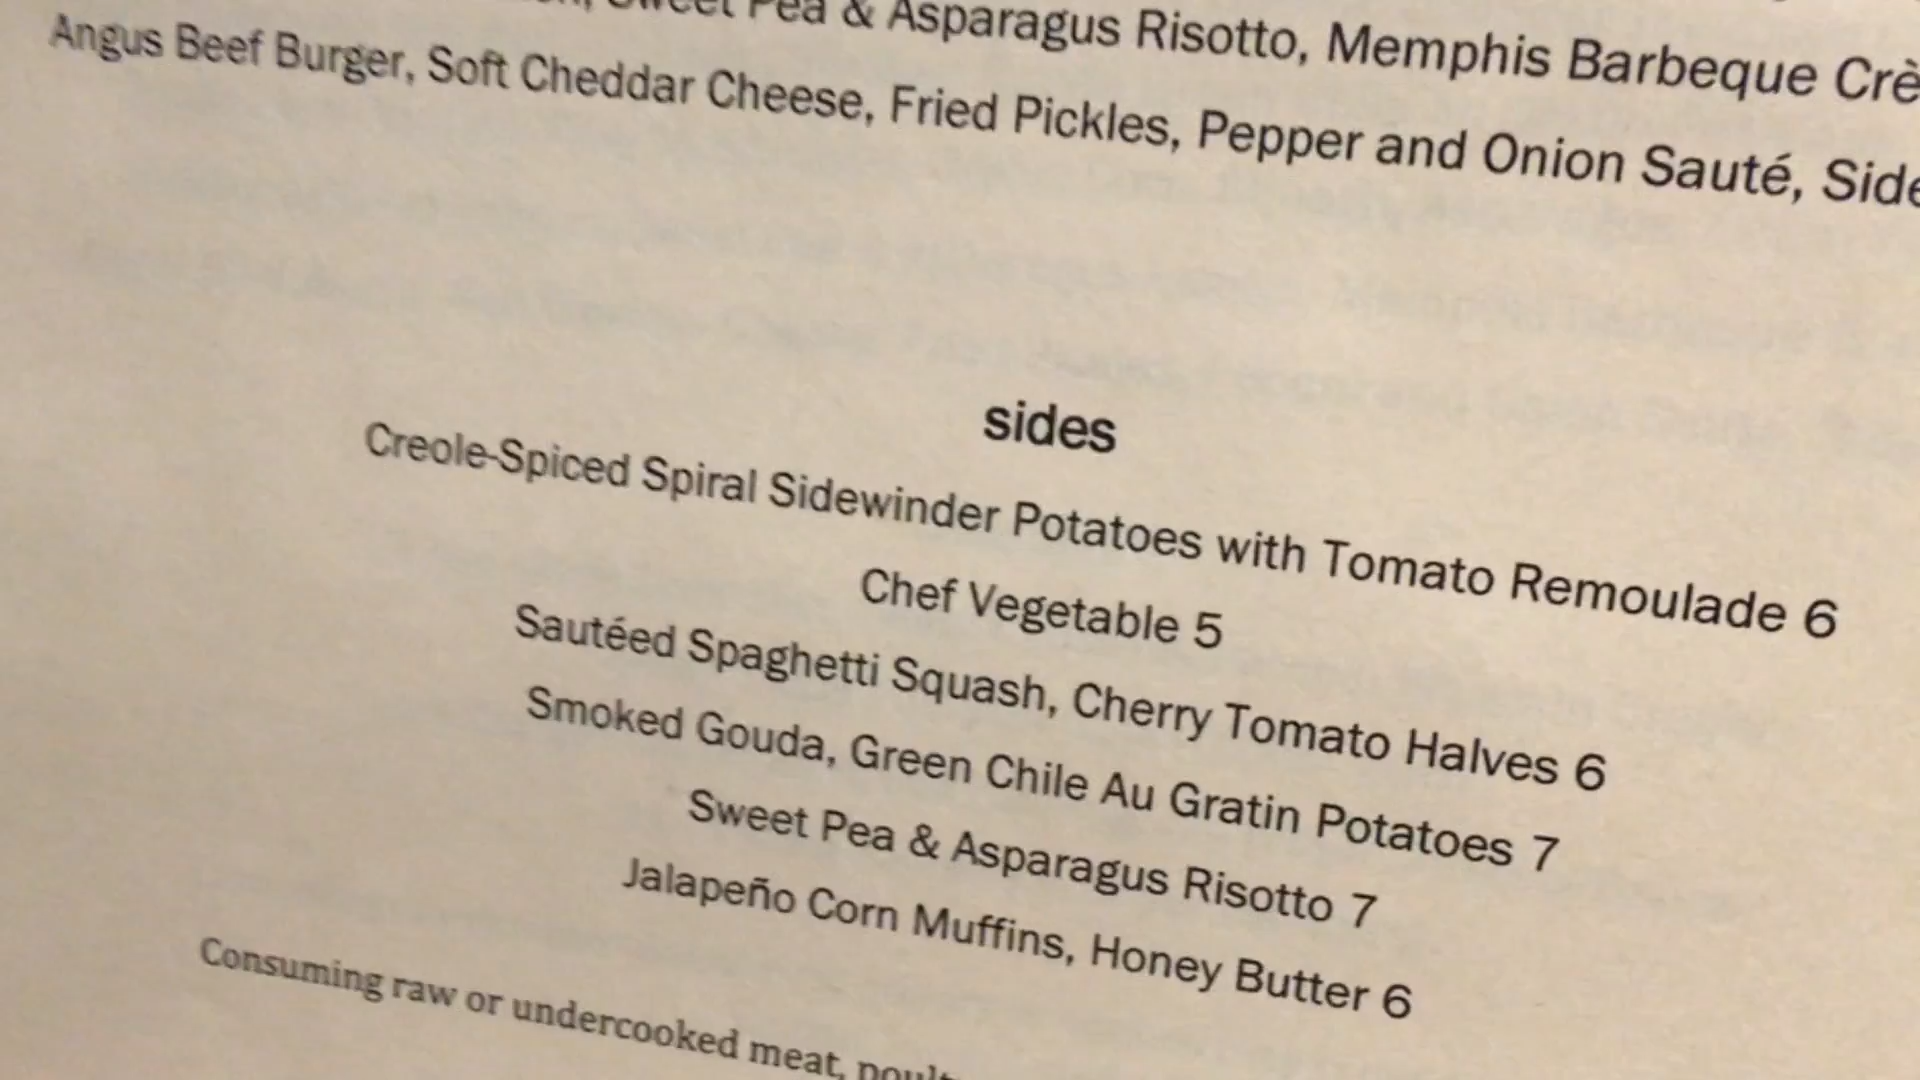 Sweet Pea & Asparagus Risotto, Memphis Barbeque Crè
Angus Beef Burger, Soft Cheddar Cheese, Fried Pickles, Pepper and Onion Sauté, Side
sides
Creole-Spiced Spiral Sidewinder Potatoes with Tomato Remoulade 6
Chef Vegetable 5
Sautéed Spaghetti Squash, Cherry Tomato Halves 6
Smoked Gouda, Green Chile Au Gratin Potatoes 7
Sweet Pea & Asparagus Risotto 7
Jalapeño Corn Muffins, Honey Butter 6
Consuming raw or undercooked meat, poult